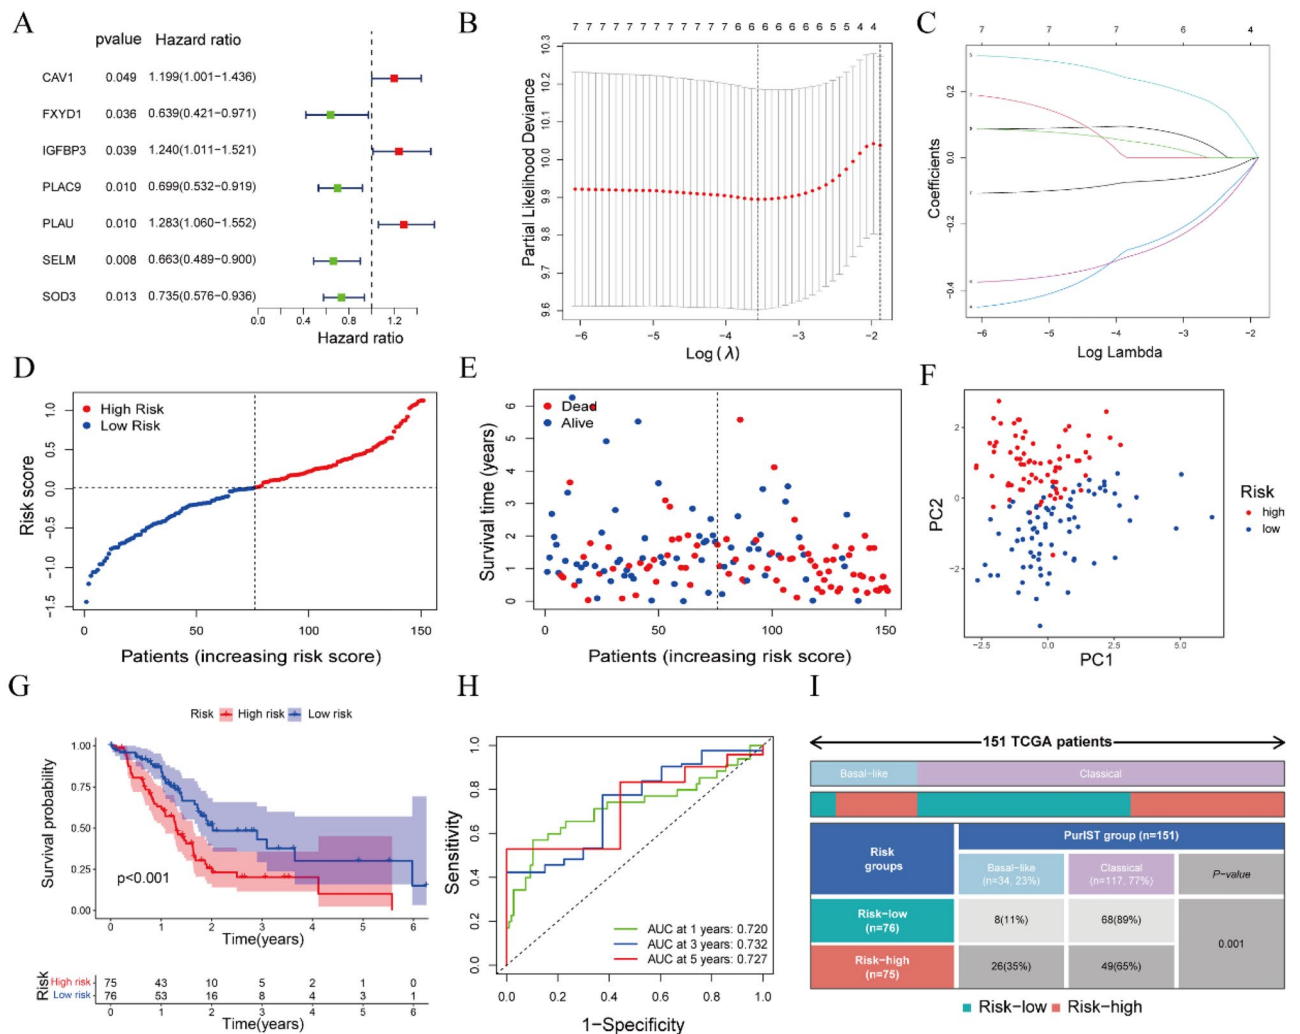 A
pvalue Hazard ratio
CAV1 0.049 1.199(1.001−1.436)
FXYD1 0.036 0.639(0.421−0.971)
IGFBP3 0.039 1.240(1.011−1.521)
PLAC9 0.010 0.699(0.532−0.919)
PLAU 0.010 1.283(1.060−1.552)
SELM 0.008 0.663(0.489−0.900)
SOD3 0.013 0.735(0.576−0.936)
0.0 0.4 0.8 1.2
Hazard ratio
B
7 7 7 7 7 7 7 7 7 7 7 7 6 6 6 6 6 6 6 5 5 4 4
Partial Likelihood Deviance
10.3
10.2
10.1
10.0
9.9
9.8
9.7
9.6
−6 −5 −4 −3 −2
Log (λ)
C
7 7 7 6 4
Coefficients
0.2
0.0
−0.2
−0.4
−6 −5 −4 −3 −2
Log Lambda
D
High Risk
Low Risk
Risk score
1.0
0.5
0.0
−0.5
−1.0
−1.5
0 50 100 150
Patients (increasing risk score)
E
Dead
Alive
Survival time (years)
6
5
4
3
2
1
0
0 50 100 150
Patients (increasing risk score)
F
PC2
2
0
−2
−2.5 0.0 2.5 5.0
PC1
Risk
high
low
G
Risk High risk Low risk
Survival probability
1.00
0.75
0.50
0.25
0.00
p<0.001
0 1 2 3 4 5 6
Time(years)
Risk
High risk 75 43 10 5 2 1 0
Low risk 76 53 16 8 4 3 1
0 1 2 3 4 5 6
Time(years)
H
Sensitivity
1.0
0.8
0.6
0.4
0.2
0.0
AUC at 1 years: 0.720
AUC at 3 years: 0.732
AUC at 5 years: 0.727
0.0 0.2 0.4 0.6 0.8 1.0
1−Specificity
I
151 TCGA patients
Basal−like Classical
Risk groups
PurIST group (n=151)
Basal−like (n=34, 23%)
Classical (n=117, 77%)
P−value
Risk−low (n=76)
8(11%) 68(89%)
0.001
Risk−high (n=75)
26(35%) 49(65%)
Risk−low Risk−high